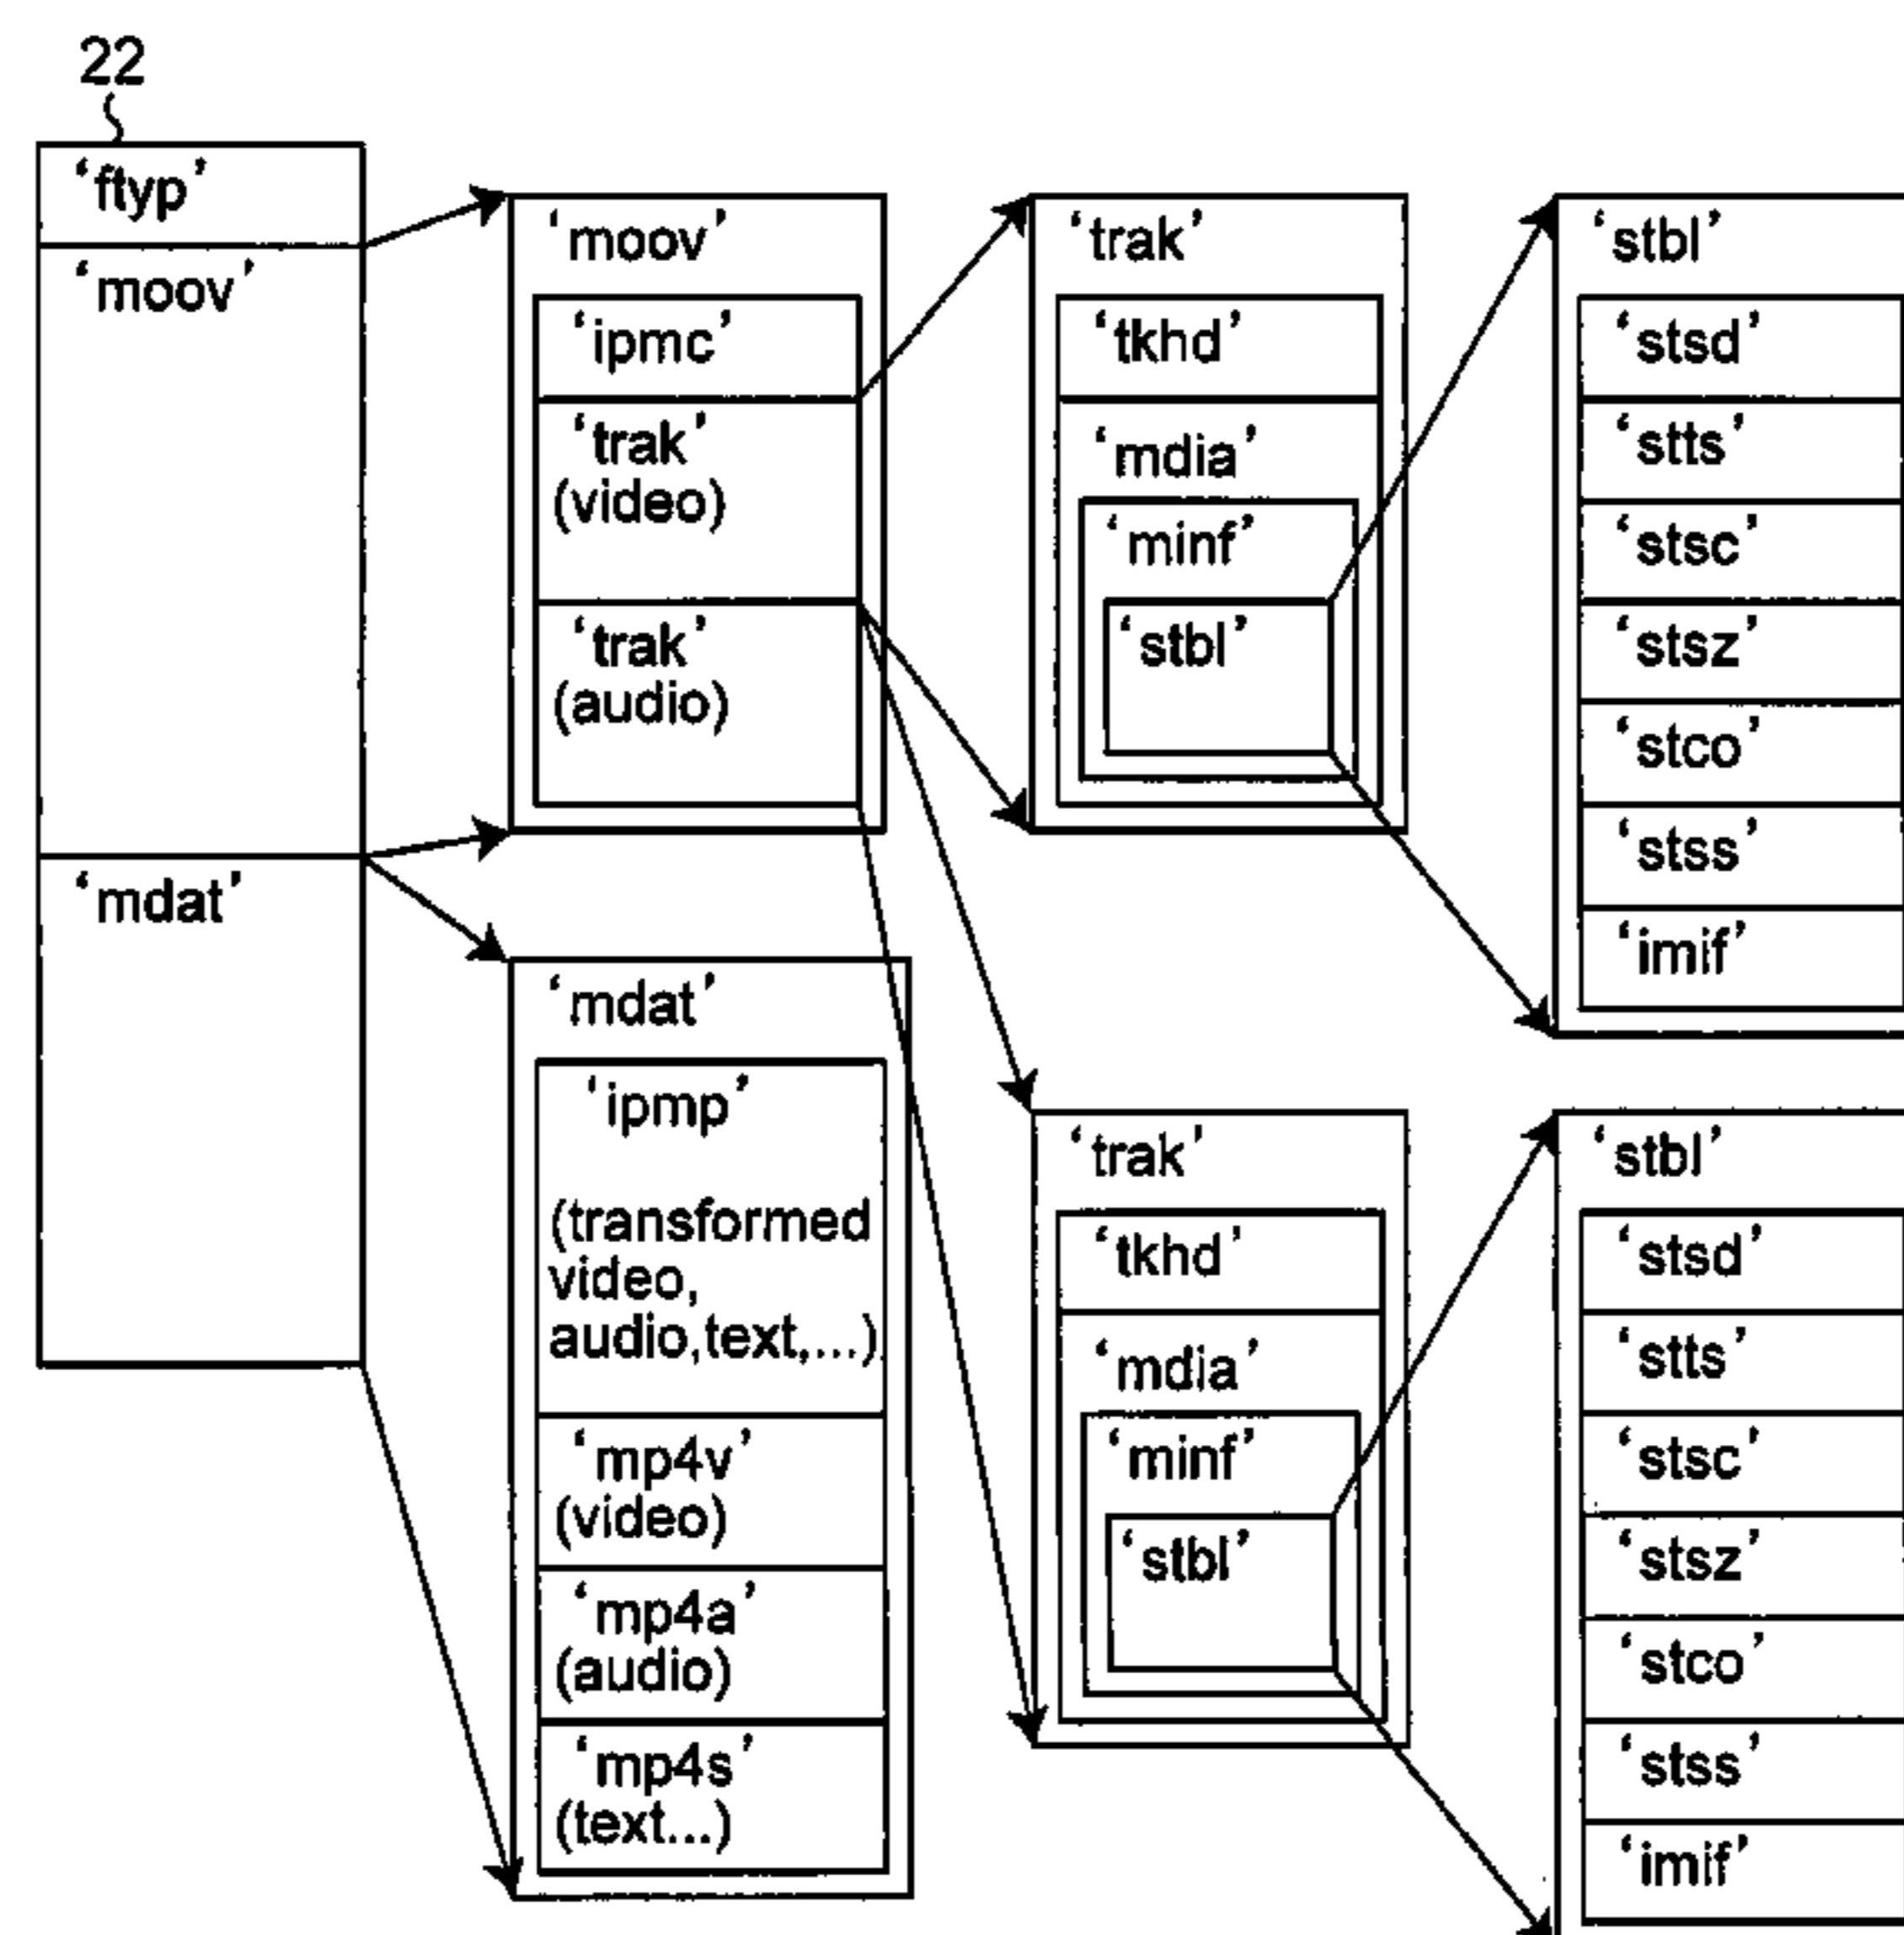 22
‘ftyp’
‘moov’
‘mdat’
‘moov’
‘ipmc’
‘trak’
(video)
‘trak’
(audio)
‘mdat’
‘ipmp’
(transformed
video,
audio,text,...)
‘mp4v’
(video)
‘mp4a’
(audio)
‘mp4s’
(text...)
‘trak’
‘tkhd’
‘mdia’
‘minf’
‘stbl’
‘trak’
‘tkhd’
‘mdia’
‘minf’
‘stbl’
‘stbl’
‘stsd’
‘stts’
‘stsc’
‘stsz’
‘stco’
‘stss’
‘imif’
‘stbl’
‘stsd’
‘stts’
‘stsc’
‘stsz’
‘stco’
‘stss’
‘imif’